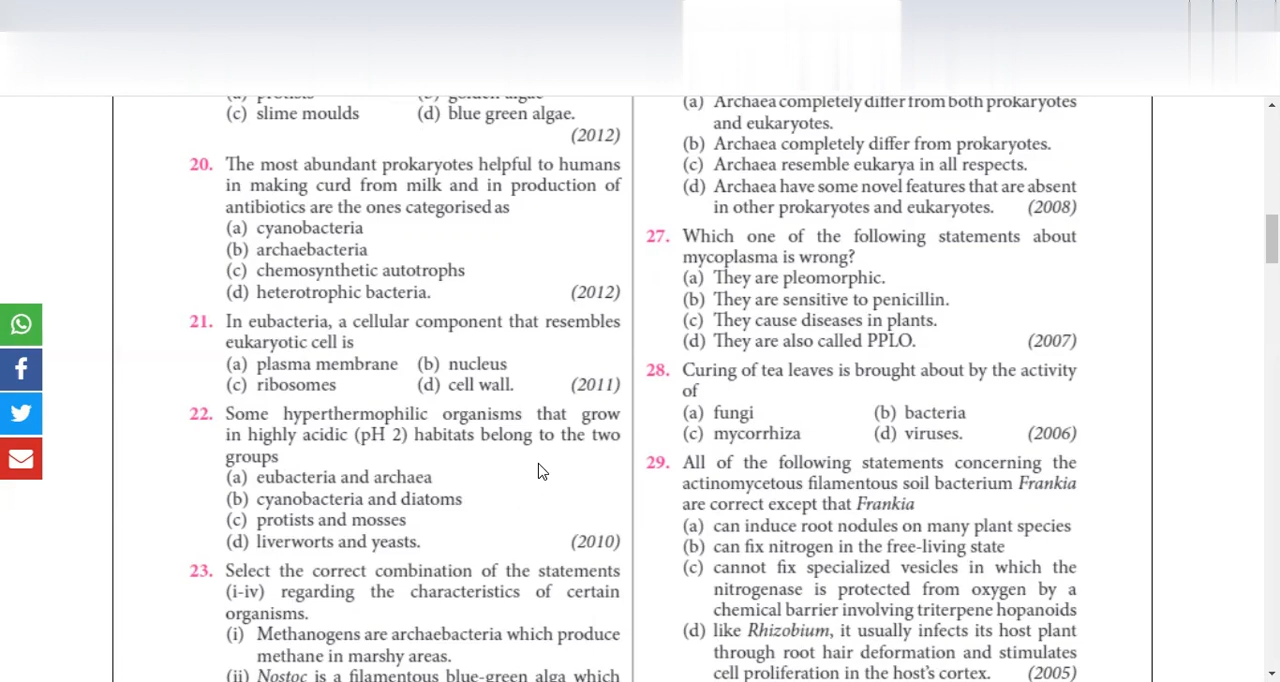 (a) protists (b) golden algae
(c) slime moulds (d) blue green algae.
(2012)
20. The most abundant prokaryotes helpful to humans
in making curd from milk and in production of
antibiotics are the ones categorised as
(a) cyanobacteria
(b) archaebacteria
(c) chemosynthetic autotrophs
(d) heterotrophic bacteria. (2012)
21. In eubacteria, a cellular component that resembles
eukaryotic cell is
(a) plasma membrane (b) nucleus
(c) ribosomes (d) cell wall. (2011)
22. Some hyperthermophilic organisms that grow
in highly acidic (pH 2) habitats belong to the two
groups
(a) eubacteria and archaea
(b) cyanobacteria and diatoms
(c) protists and mosses
(d) liverworts and yeasts. (2010)
23. Select the correct combination of the statements
(i-iv) regarding the characteristics of certain
organisms.
(i) Methanogens are archaebacteria which produce
methane in marshy areas.
(ii) Nostoc is a filamentous blue-green alga which
(a) Archaea completely differ from both prokaryotes
and eukaryotes.
(b) Archaea completely differ from prokaryotes.
(c) Archaea resemble eukarya in all respects.
(d) Archaea have some novel features that are absent
in other prokaryotes and eukaryotes. (2008)
27. Which one of the following statements about
mycoplasma is wrong?
(a) They are pleomorphic.
(b) They are sensitive to penicillin.
(c) They cause diseases in plants.
(d) They are also called PPLO. (2007)
28. Curing of tea leaves is brought about by the activity
of
(a) fungi (b) bacteria
(c) mycorrhiza (d) viruses. (2006)
29. All of the following statements concerning the
actinomycetous filamentous soil bacterium Frankia
are correct except that Frankia
(a) can induce root nodules on many plant species
(b) can fix nitrogen in the free-living state
(c) cannot fix specialized vesicles in which the
nitrogenase is protected from oxygen by a
chemical barrier involving triterpene hopanoids
(d) like Rhizobium, it usually infects its host plant
through root hair deformation and stimulates
cell proliferation in the host's cortex. (2005)